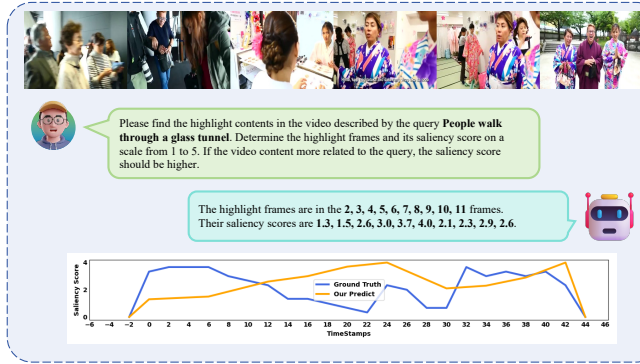 Please find the highlight contents in the video described by the query People walk
through a glass tunnel. Determine the highlight frames and its saliency score on a
scale from 1 to 5. If the video content more related to the query, the saliency score
should be higher.
The highlight frames are in the 2, 3, 4, 5, 6, 7, 8, 9, 10, 11 frames.
Their saliency scores are 1.3, 1.5, 2.6, 3.0, 3.7, 4.0, 2.1, 2.3, 2.9, 2.6.
Saliency Score
4
2
0
Ground Truth
Our Predict
-6 -4 -2 0 2 4 6 8 10 12 14 16 18 20 22 24 26 28 30 32 34 36 38 40 42 44 46
TimeStamps